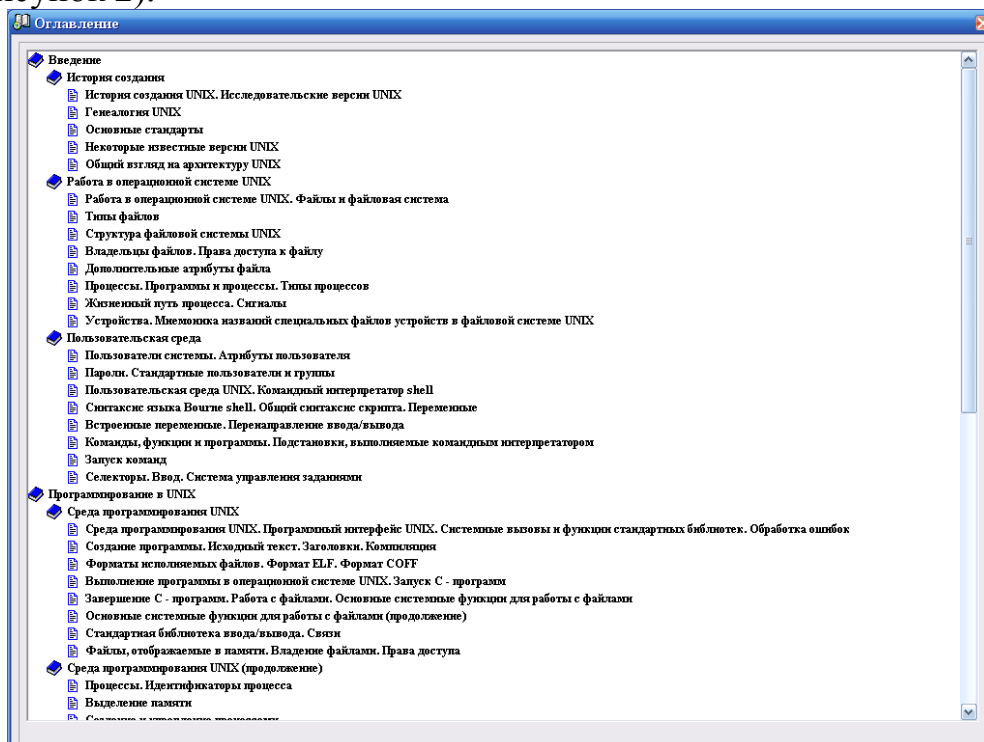 исунок 2).
Оглавление
Введение
История создания
История создания UNIX. Исследовательские версии UNIX
Генеалогия UNIX
Основные стандарты
Некоторые известные версии UNIX
Общий взгляд на архитектуру UNIX
Работа в операционной системе UNIX
Работа в операционной системе UNIX. Файлы и файловая система
Типы файлов
Структура файловой системы UNIX
Владельцы файлов. Права доступа к файлу
Дополнительные атрибуты файла
Процессы. Программы и процессы. Типы процессов
Жизненный путь процесса. Сигналы
Устройства. Мнемоника названий специальных файлов устройств в файловой системе UNIX
Пользовательская среда
Пользователи системы. Атрибуты пользователя
Пароли. Стандартные пользователи и группы
Пользовательская среда UNIX. Командный интерпретатор shell
Синтаксис языка Bourne shell. Общий синтаксис скрипта. Переменные
Встроенные переменные. Перенаправление ввода/вывода
Команды, функции и программы. Подстановки, выполняемые командным интерпретатором
Запуск команд
Селекторы. Ввод. Система управления заданиями
Программирование в UNIX
Среда программирования UNIX
Среда программирования UNIX. Программный интерфейс UNIX. Системные вызовы и функции стандартных библиотек. Обработка ошибок
Создание программы. Исходный текст. Заголовки. Компиляция
Форматы исполняемых файлов. Формат ELF. Формат COFF
Выполнение программы в операционной системе UNIX. Запуск C - программ
Завершение C - программ. Работа с файлами. Основные системные функции для работы с файлами
Основные системные функции для работы с файлами (продолжение)
Стандартная библиотека ввода/вывода. Связи
Файлы, отображаемые в памяти. Владение файлами. Права доступа
Среда программирования UNIX (продолжение)
Процессы. Идентификаторы процесса
Выделение памяти
Создание и управление процессами